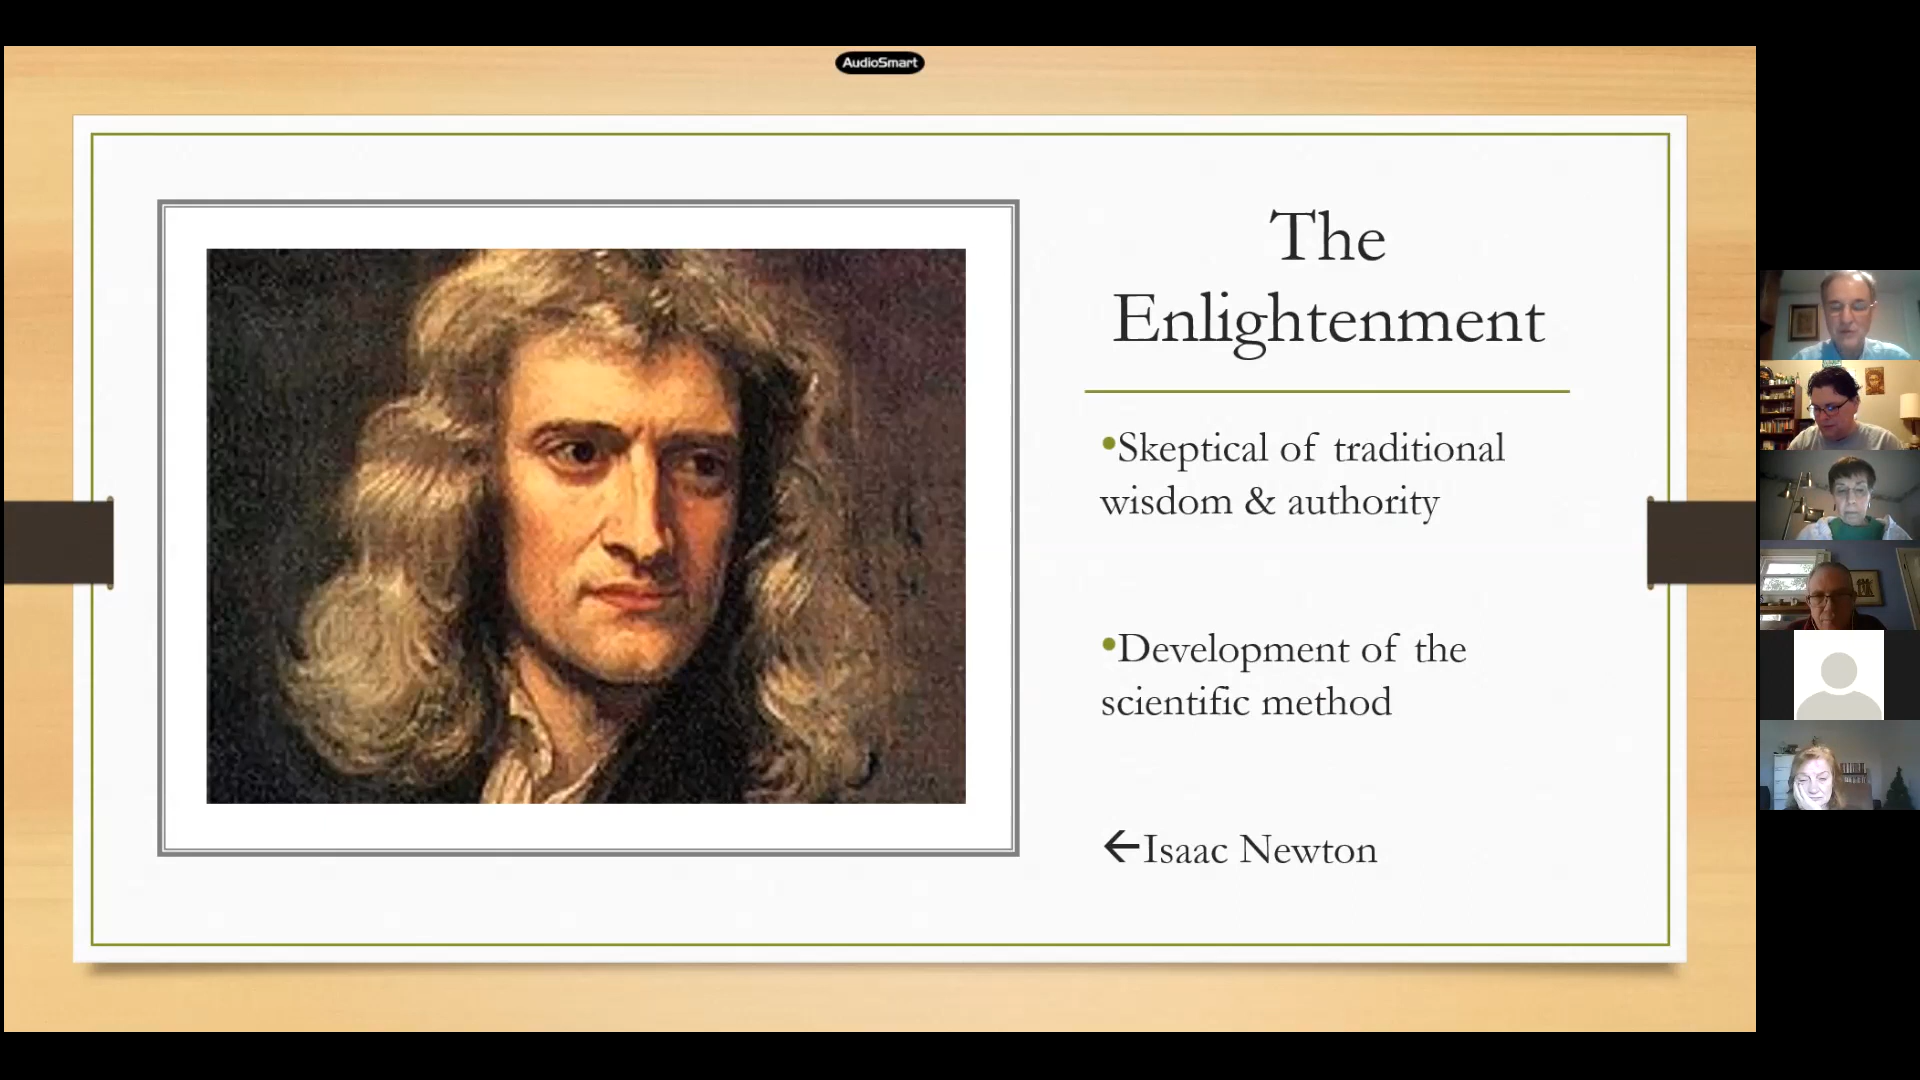 AudioSmart
The
Enlightenment
•Skeptical of traditional
wisdom & authority
•Development of the
scientific method
←Isaac Newton